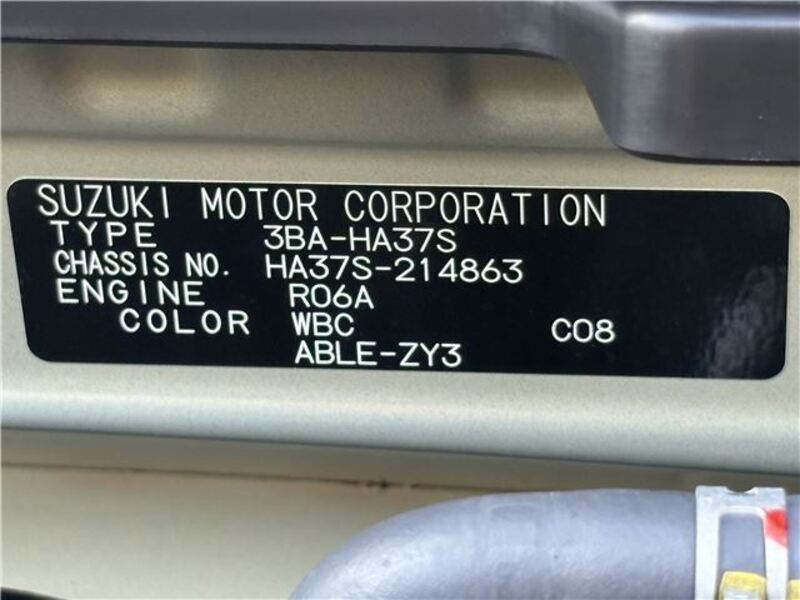 SUZUKI MOTOR CORPORATION
TYPE 3BA-HA37S
CHASSIS NO. HA37S-214863
ENGINE R06A
COLOR WBC C08
ABLE-ZY3